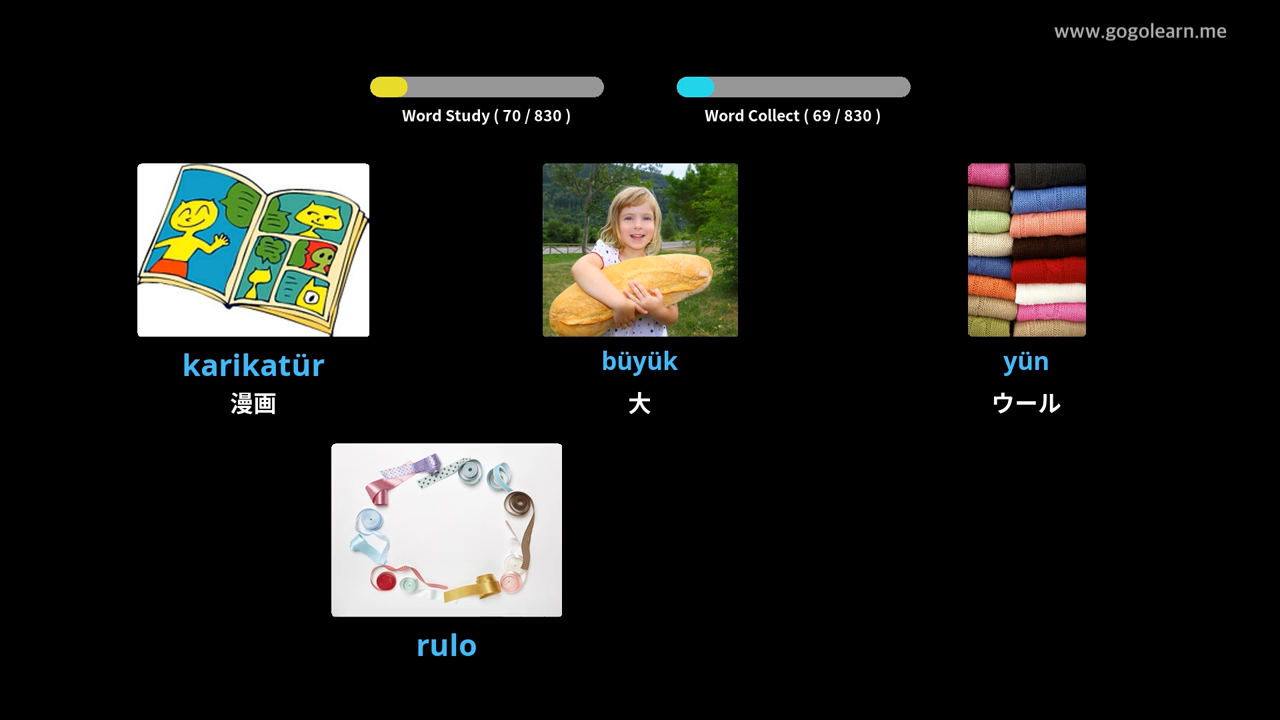 www.gogolearn.me
Word Study ( 70 / 830 )
Word Collect ( 69 / 830 )
karikatür
büyük
yün
漫画
大
ウール
rulo